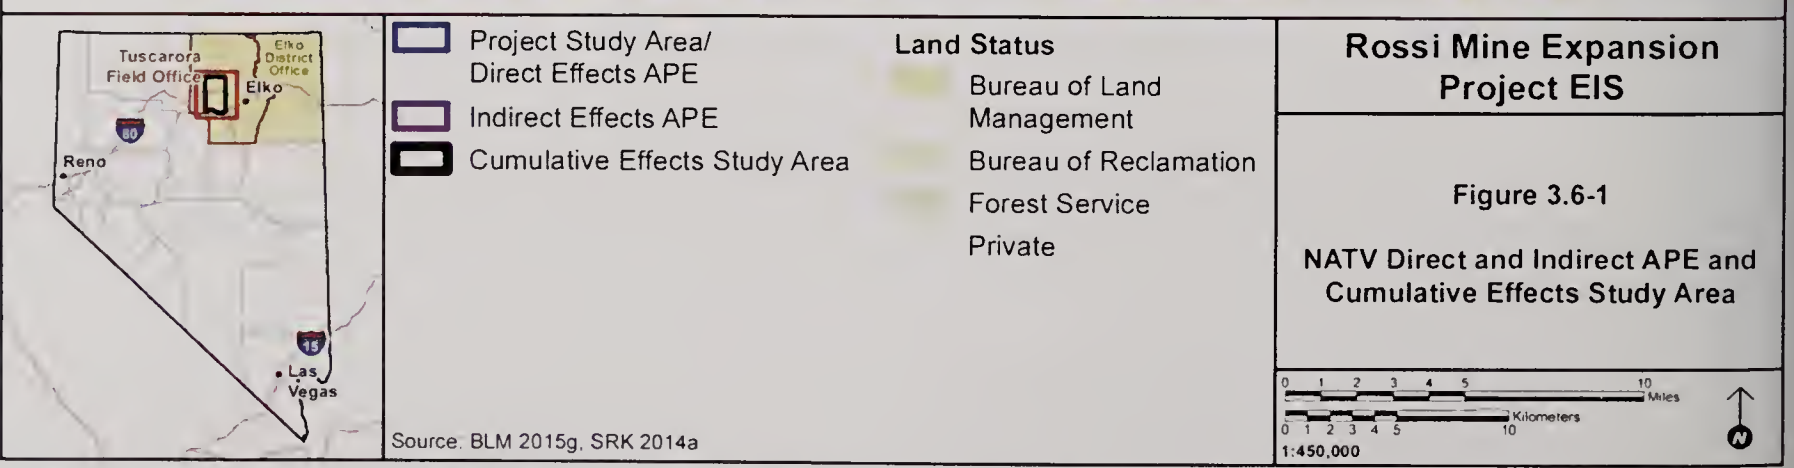 Tuscarora
Field Office
Elko
District
Office
Elko
80
Reno
15
Las
Vegas
Project Study Area/
Direct Effects APE
Indirect Effects APE
Cumulative Effects Study Area
Source: BLM 2015g, SRK 2014a
Land Status
Bureau of Land
Management
Bureau of Reclamation
Forest Service
Private
Rossi Mine Expansion
Project EIS
Figure 3.6-1
NATV Direct and Indirect APE and
Cumulative Effects Study Area
0 1 2 3 4 5 10
Miles
Kilometers
0 1 2 3 4 5 10
1:450,000
N